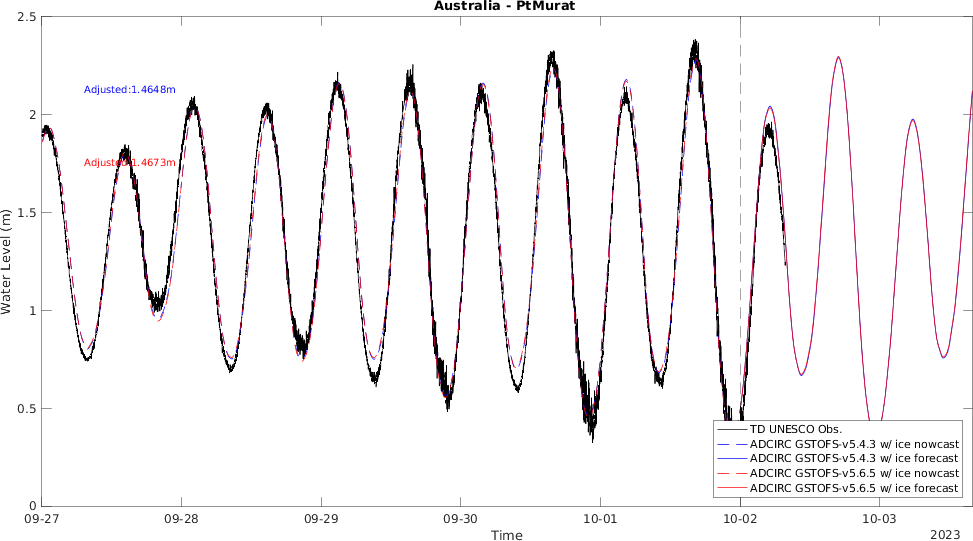 Australia - PtMurat
2.5
2
1.5
1
0.5
0
Water Level (m)
Adjusted:1.4648m
Adjusted:1.4673m
TD UNESCO Obs.
ADCIRC GSTOFS-v5.4.3 w/ ice nowcast
ADCIRC GSTOFS-v5.4.3 w/ ice forecast
ADCIRC GSTOFS-v5.6.5 w/ ice nowcast
ADCIRC GSTOFS-v5.6.5 w/ ice forecast
09-27 09-28 09-29 09-30 10-01 10-02 10-03
Time
2023